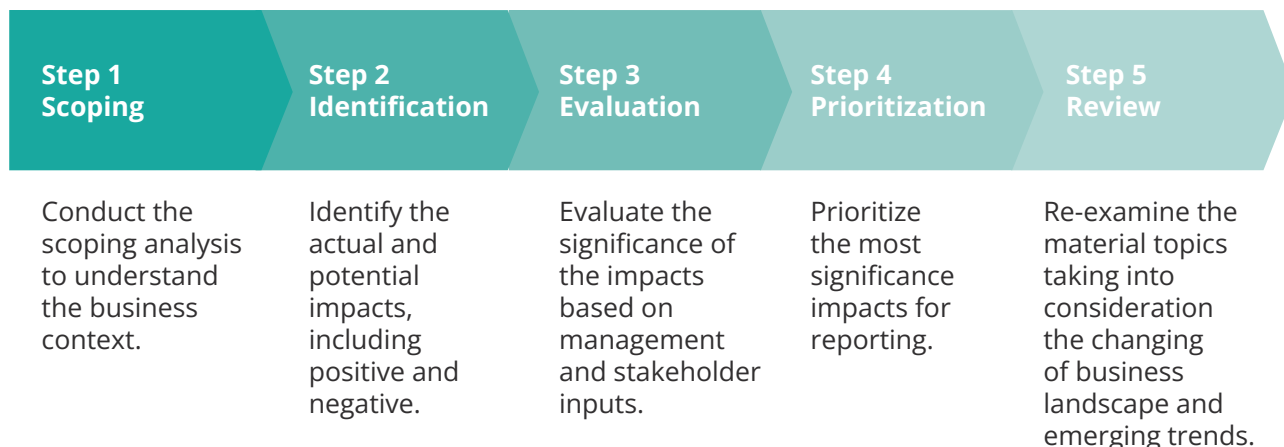 Step 1
Scoping
Conduct the
scoping analysis
to understand
the business
context.
Step 2
Identification
Identify the
actual and
potential
impacts,
including
positive and
negative.
Step 3
Evaluation
Evaluate the
significance of
the impacts
based on
management
and stakeholder
inputs.
Step 4
Prioritization
Prioritize
the most
significance
impacts for
reporting.
Step 5
Review
Re-examine the
material topics
taking into
consideration
the changing
of business
landscape and
emerging trends.